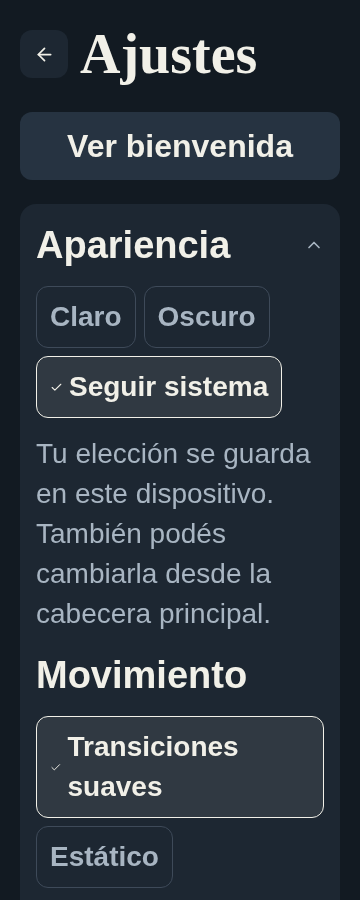 Ajustes
Ver bienvenida
Apariencia
Claro
Oscuro
Seguir sistema
Tu elección se guarda
en este dispositivo.
También podés
cambiarla desde la
cabecera principal.
Movimiento
Transiciones
suaves
Estático